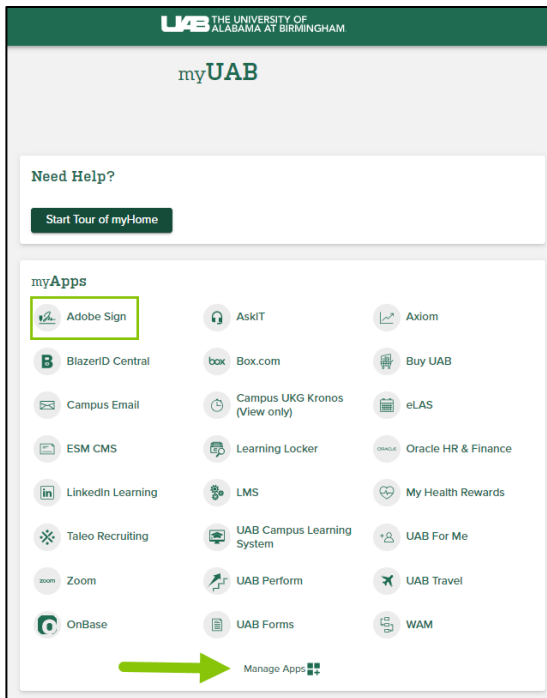 UAB THE UNIVERSITY OF
ALABAMA AT BIRMINGHAM
myUAB
Need Help?
Start Tour of myHome
myApps
Adobe Sign
AskIT
Axiom
B
BlazerID Central
box
Box.com
Buy UAB
Campus Email
Campus UKG Kronos
(View only)
eLAS
ESM CMS
Learning Locker
ORACLE
Oracle HR & Finance
in
LinkedIn Learning
LMS
My Health Rewards
Taleo Recruiting
UAB Campus Learning
System
UAB For Me
zoom
Zoom
UAB Perform
UAB Travel
OnBase
UAB Forms
WAM
Manage Apps